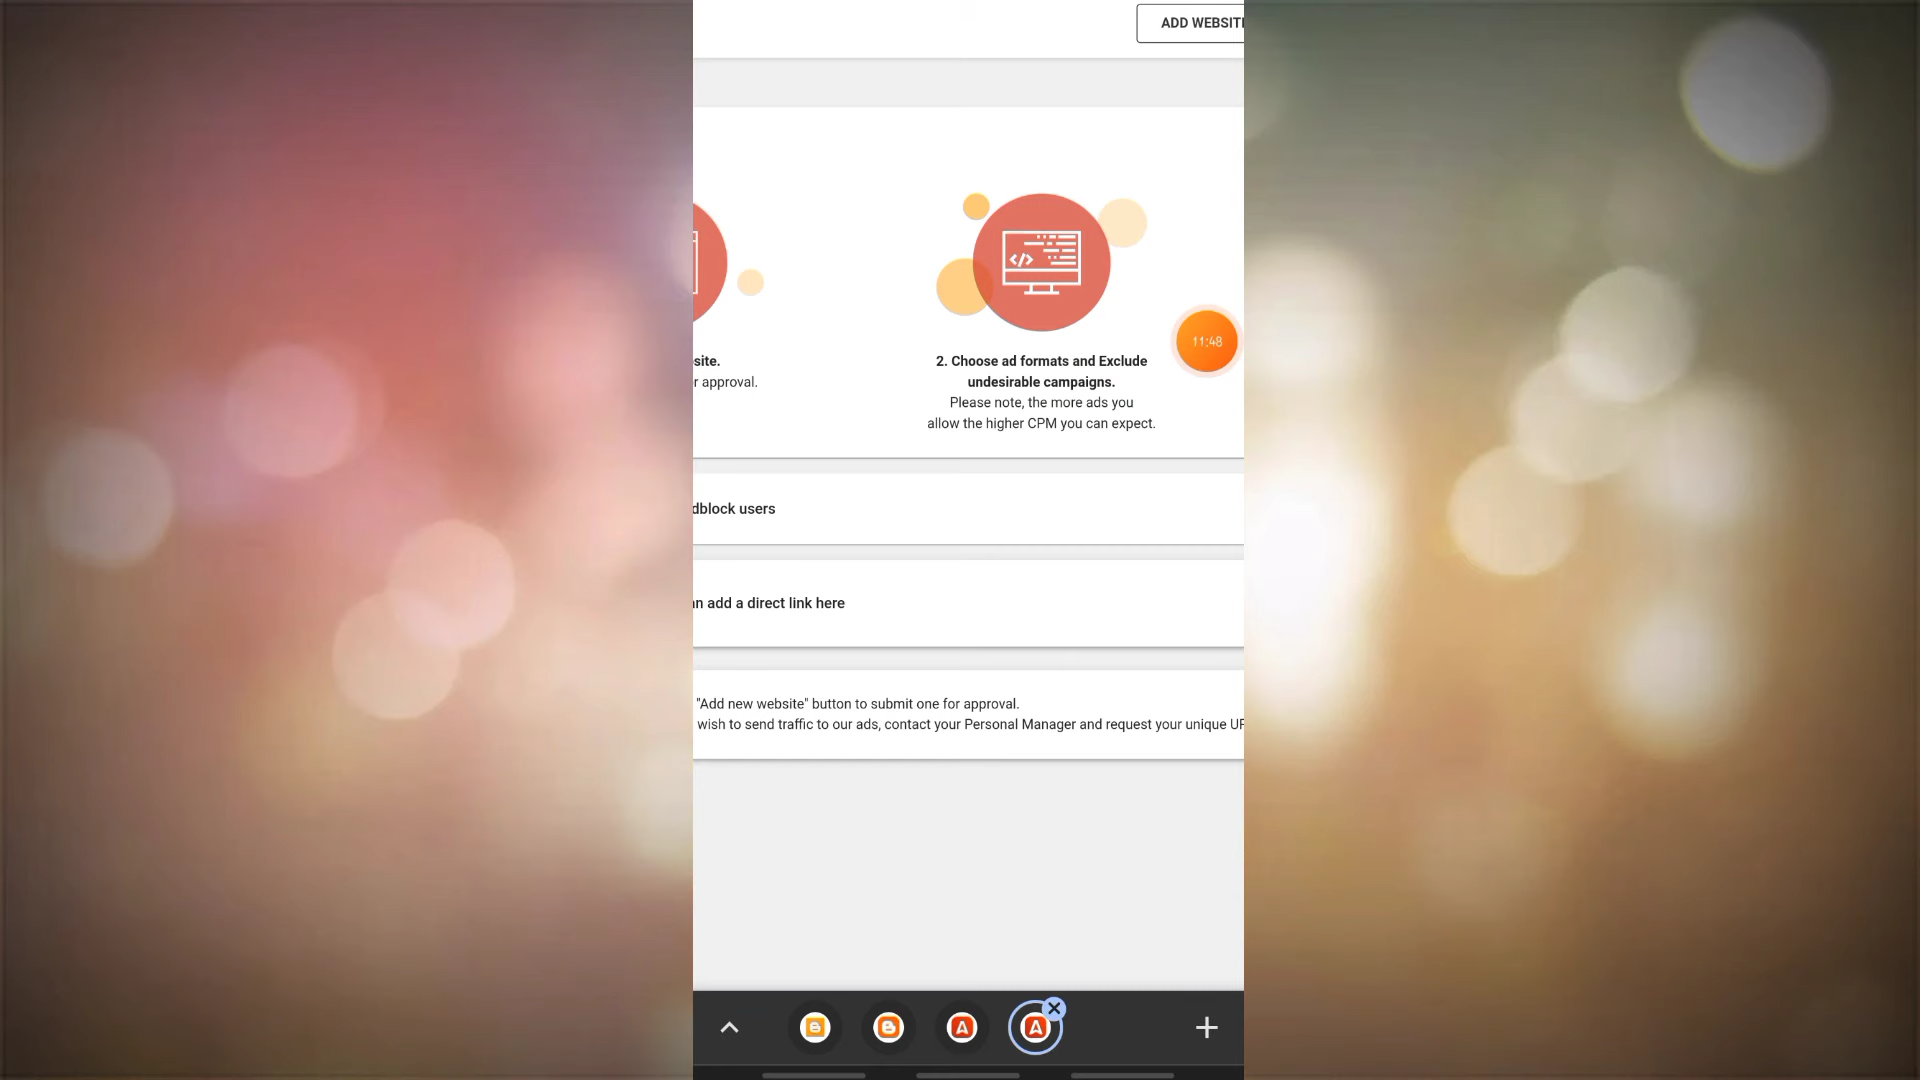 ADD WEBSIT
site.
r approval.
2. Choose ad formats and Exclude
undesirable campaigns.
Please note, the more ads you
allow the higher CPM you can expect.
11:48
dblock users
n add a direct link here
"Add new website" button to submit one for approval.
wish to send traffic to our ads, contact your Personal Manager and request your unique UR